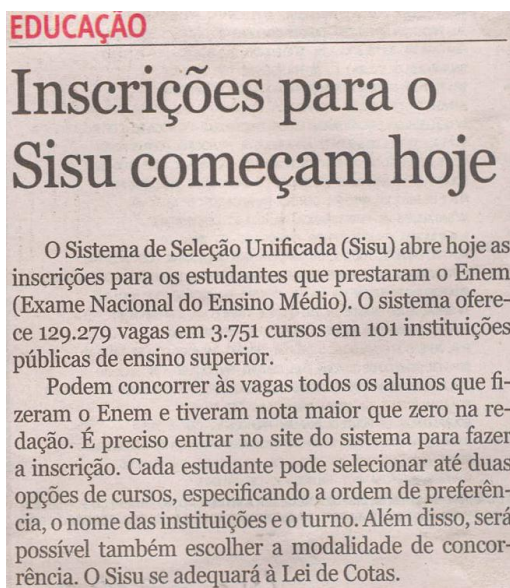 EDUCAÇÃO
Inscrições para o
Sisu começam hoje
O Sistema de Seleção Unificada (Sisu) abre hoje as
inscrições para os estudantes que prestaram o Enem
(Exame Nacional do Ensino Médio). O sistema ofere-
ce 129.279 vagas em 3.751 cursos em 101 instituições
públicas de ensino superior.
Podem concorrer às vagas todos os alunos que fi-
zeram o Enem e tiveram nota maior que zero na re-
dação. É preciso entrar no site do sistema para fazer
a inscrição. Cada estudante pode selecionar até duas
opções de cursos, especificando a ordem de preferên-
cia, o nome das instituições e o turno. Além disso, será
possível também escolher a modalidade de concor-
rência. O Sisu se adequará à Lei de Cotas.